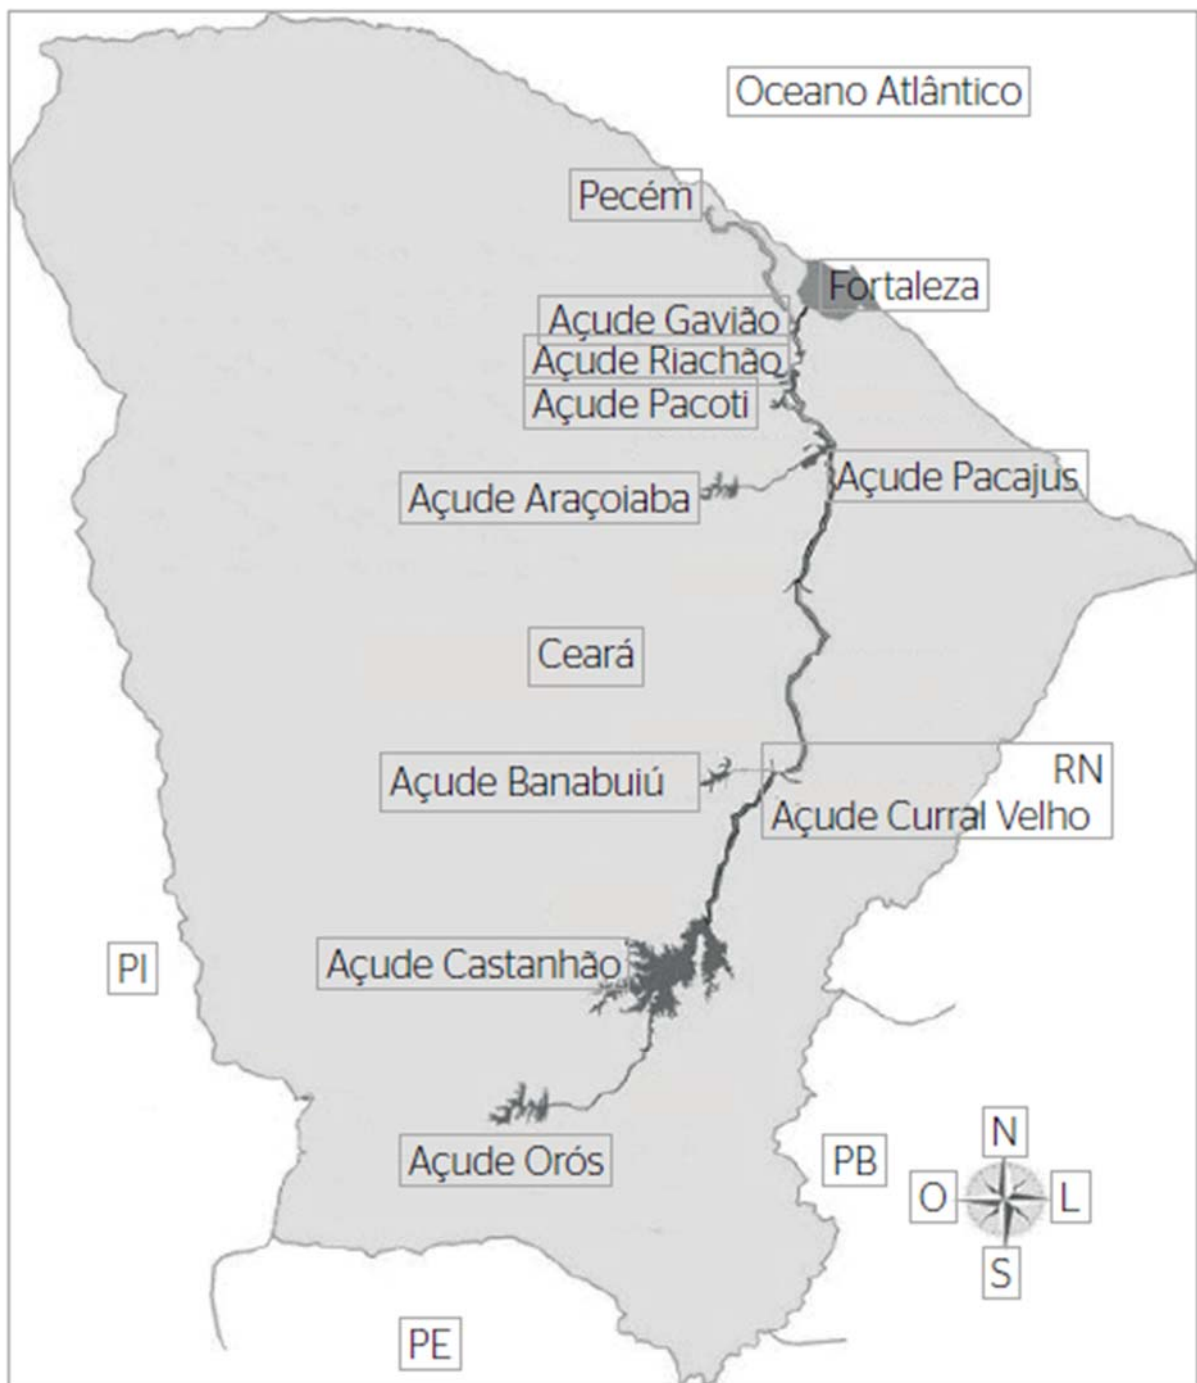 Oceano Atlântico
Pecém
Fortaleza
Açude Gavião
Açude Riachão
Açude Pacoti
Açude Pacajus
Açude Araçoiaba
Ceará
RN
Açude Banabuiú
Açude Curral Velho
Açude Castanhão
PI
N
Açude Orós
PB
O
L
S
PE